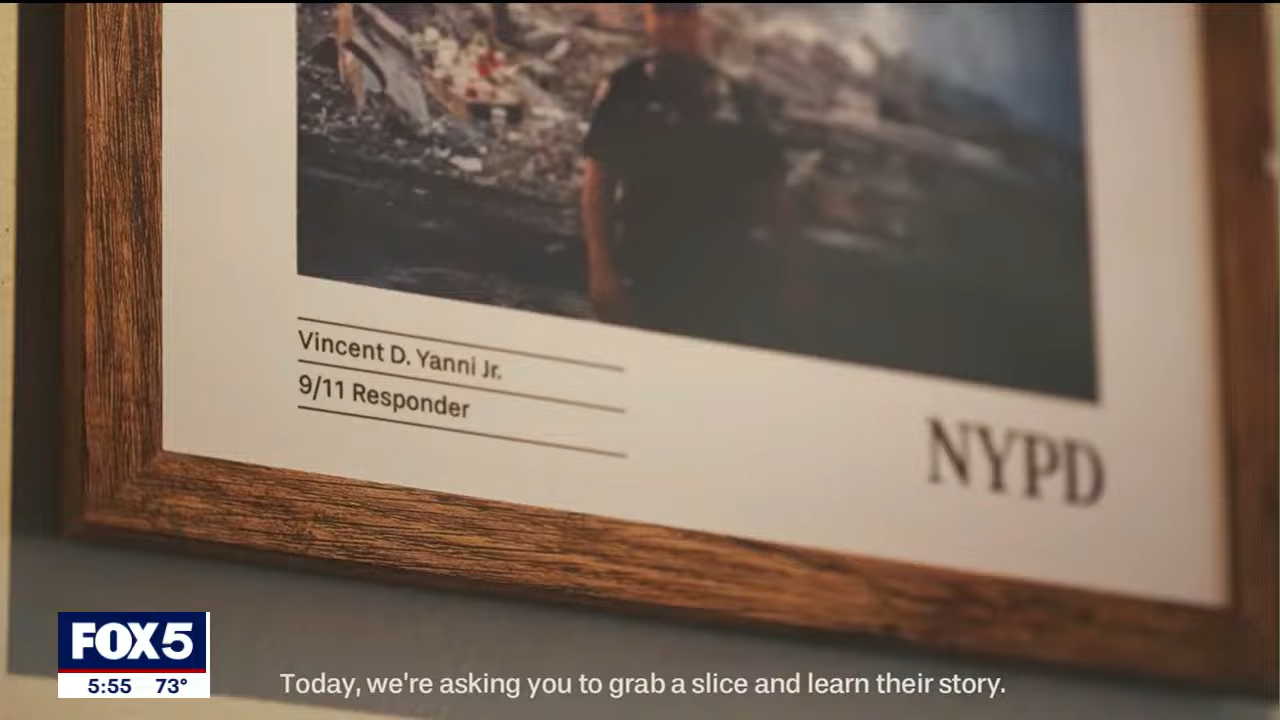 Vincent D. Yanni Jr.
9/11 Responder
NYPD
FOX5
5:55 73°
Today, we're asking you to grab a slice and learn their story.